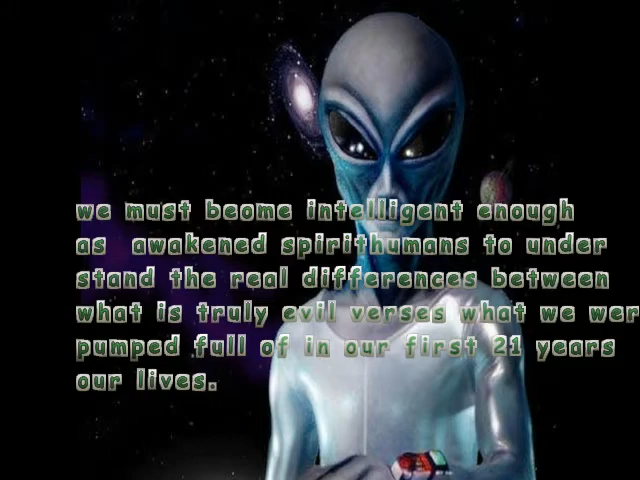 we must beome intelligent enough
as awakened spirithumans to under
stand the real differences between
what is truly evil verses what we wer
pumped full of in our first 21 years
our lives.